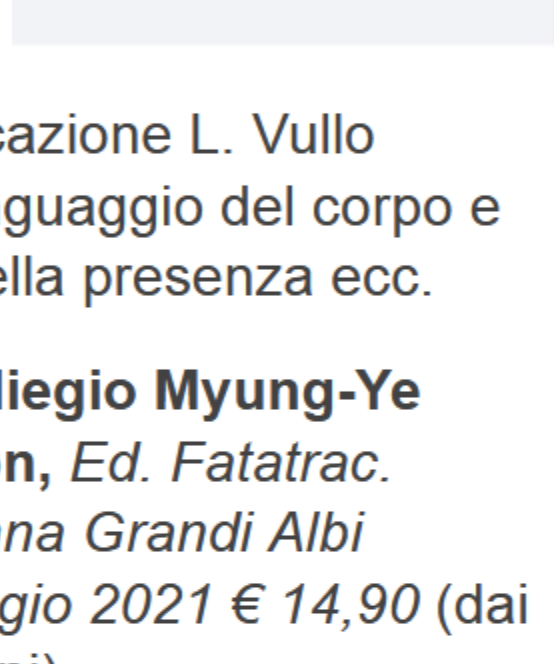 cazione L. Vullo
guaggio del corpo e
ella presenza ecc.
liegio Myung-Ye
on, Ed. Fatatrac.
na Grandi Albi
gio 2021 € 14,90 (dai